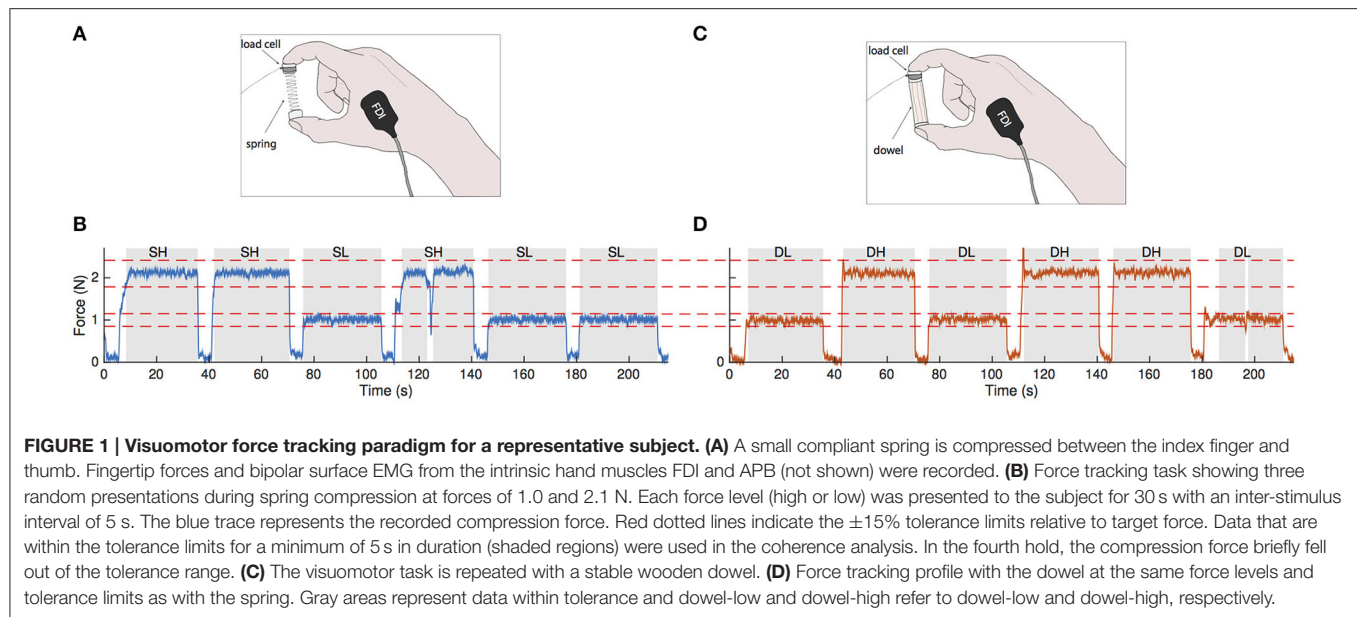 A
load cell
FDI
spring
C
load cell
FDI
dowel
B
SH SH SL SH SL SL
2
1
0
Force (N)
0 20 40 60 80 100 120 140 160 180 200
Time (s)
D
DL DH DL DH DH DL
2
1
0
0 20 40 60 80 100 120 140 160 180 200
Time (s)
FIGURE 1 | Visuomotor force tracking paradigm for a representative subject. (A) A small compliant spring is compressed between the index finger and
thumb. Fingertip forces and bipolar surface EMG from the intrinsic hand muscles FDI and APB (not shown) were recorded. (B) Force tracking task showing three
random presentations during spring compression at forces of 1.0 and 2.1 N. Each force level (high or low) was presented to the subject for 30 s with an inter-stimulus
interval of 5 s. The blue trace represents the recorded compression force. Red dotted lines indicate the ±15% tolerance limits relative to target force. Data that are
within the tolerance limits for a minimum of 5 s in duration (shaded regions) were used in the coherence analysis. In the fourth hold, the compression force briefly fell
out of the tolerance range. (C) The visuomotor task is repeated with a stable wooden dowel. (D) Force tracking profile with the dowel at the same force levels and
tolerance limits as with the spring. Gray areas represent data within tolerance and dowel-low and dowel-high refer to dowel-low and dowel-high, respectively.